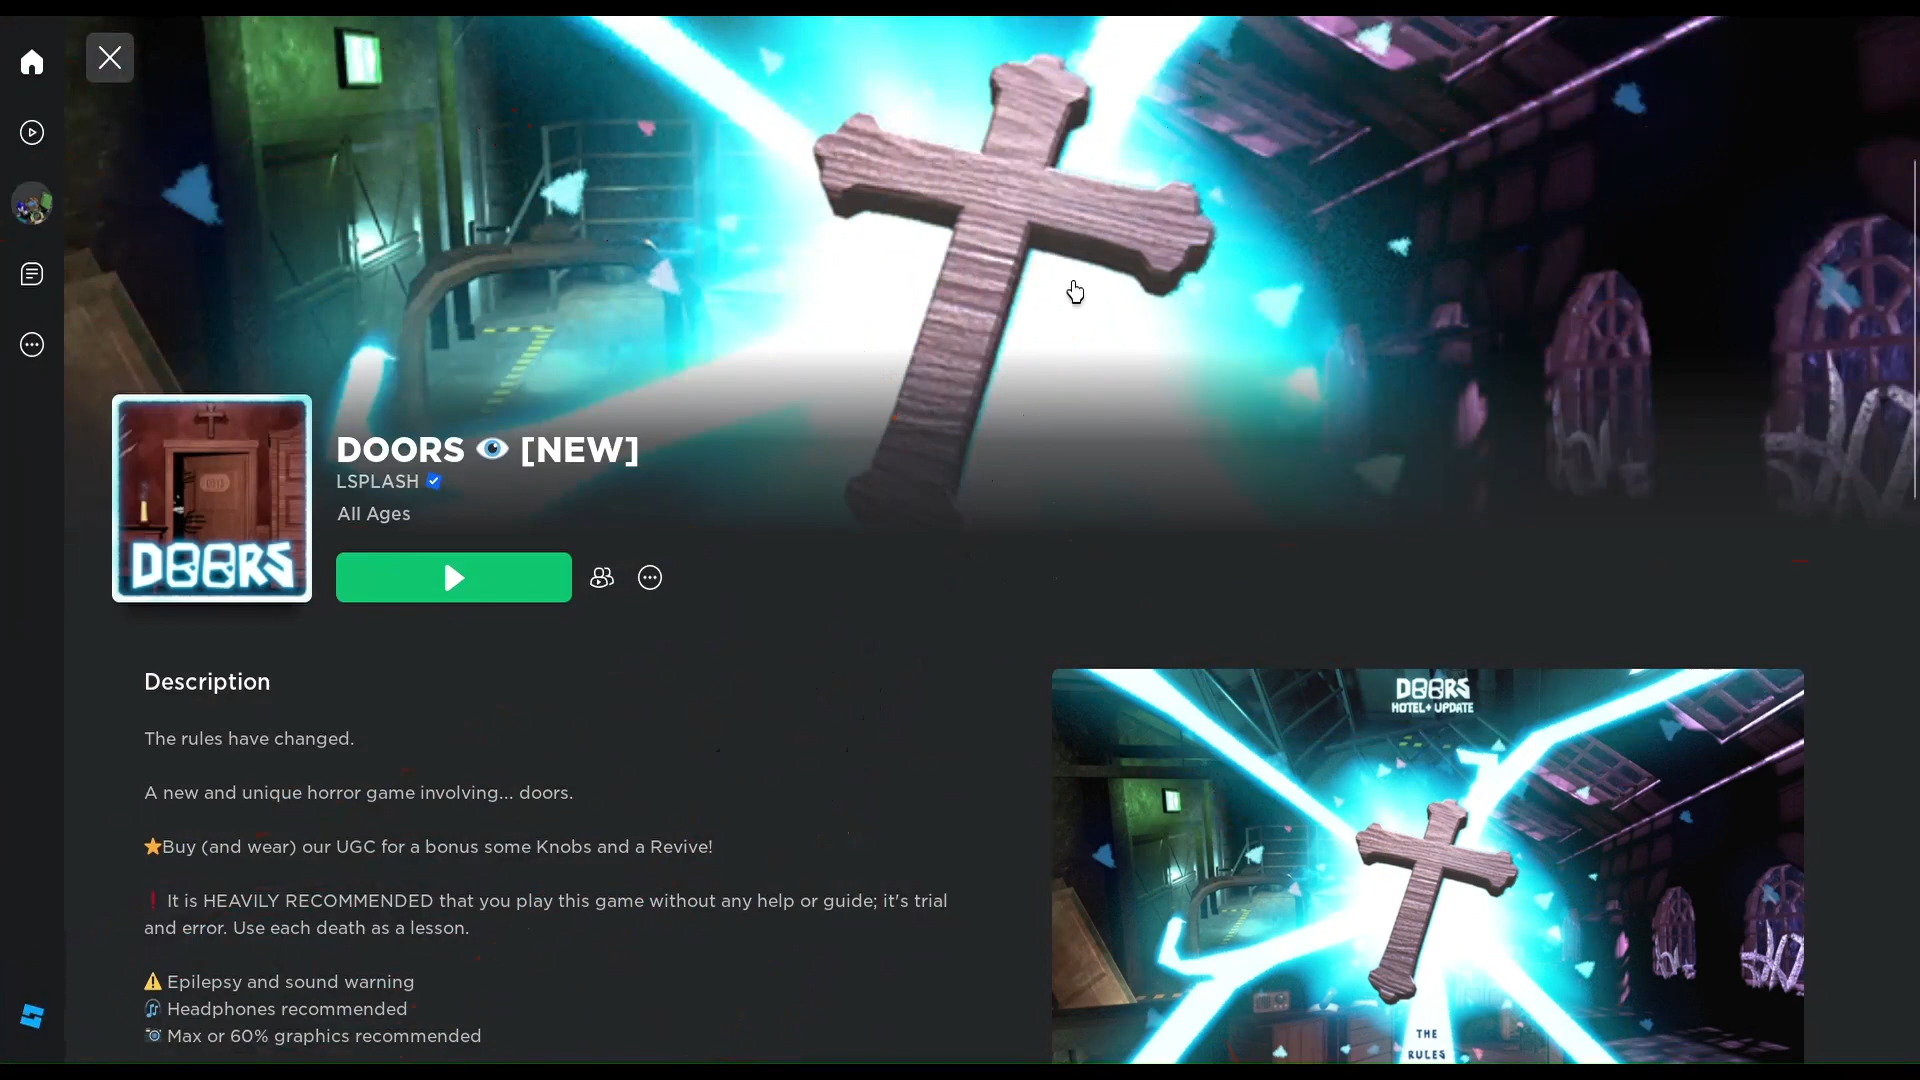 DOORS 👁 [NEW]
LSPLASH
All Ages
DOORS
Description
The rules have changed.
A new and unique horror game involving... doors.
⭐Buy (and wear) our UGC for a bonus some Knobs and a Revive!
❗ It is HEAVILY RECOMMENDED that you play this game without any help or guide; it's trial
and error. Use each death as a lesson.
⚠️ Epilepsy and sound warning
🎵 Headphones recommended
📷 Max or 60% graphics recommended
DOORS
HOTEL+ UPDATE
THE
RULES